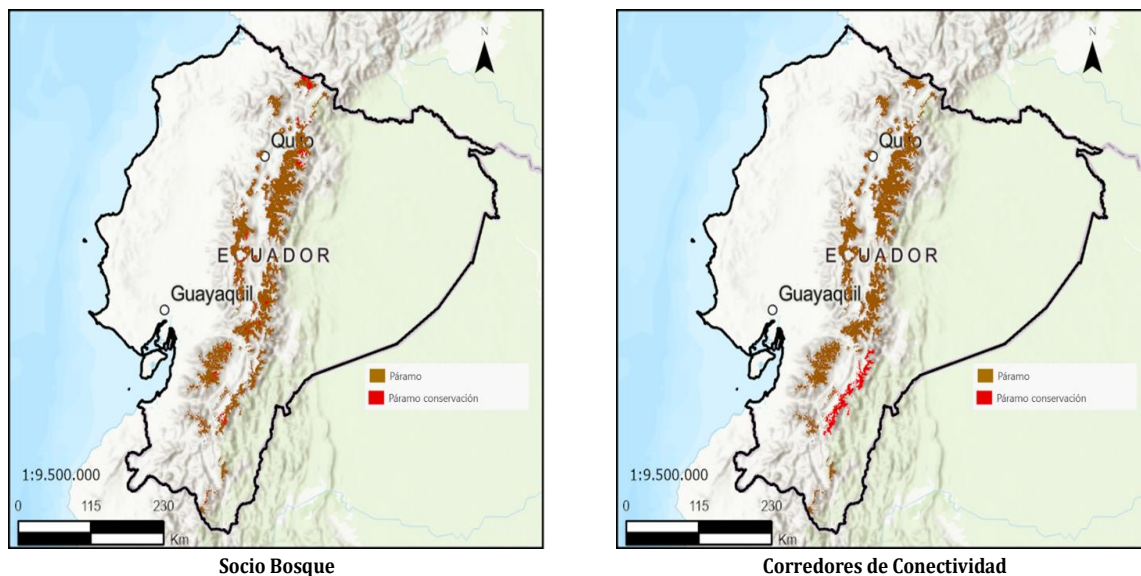 N
Quito
ECUADOR
Guayaquil
Páramo
Páramo conservación
1:9.500.000
0 115 230
Km
Socio Bosque
N
Quito
ECUADOR
Guayaquil
Páramo
Páramo conservación
1:9.500.000
0 115 230
Km
Corredores de Conectividad